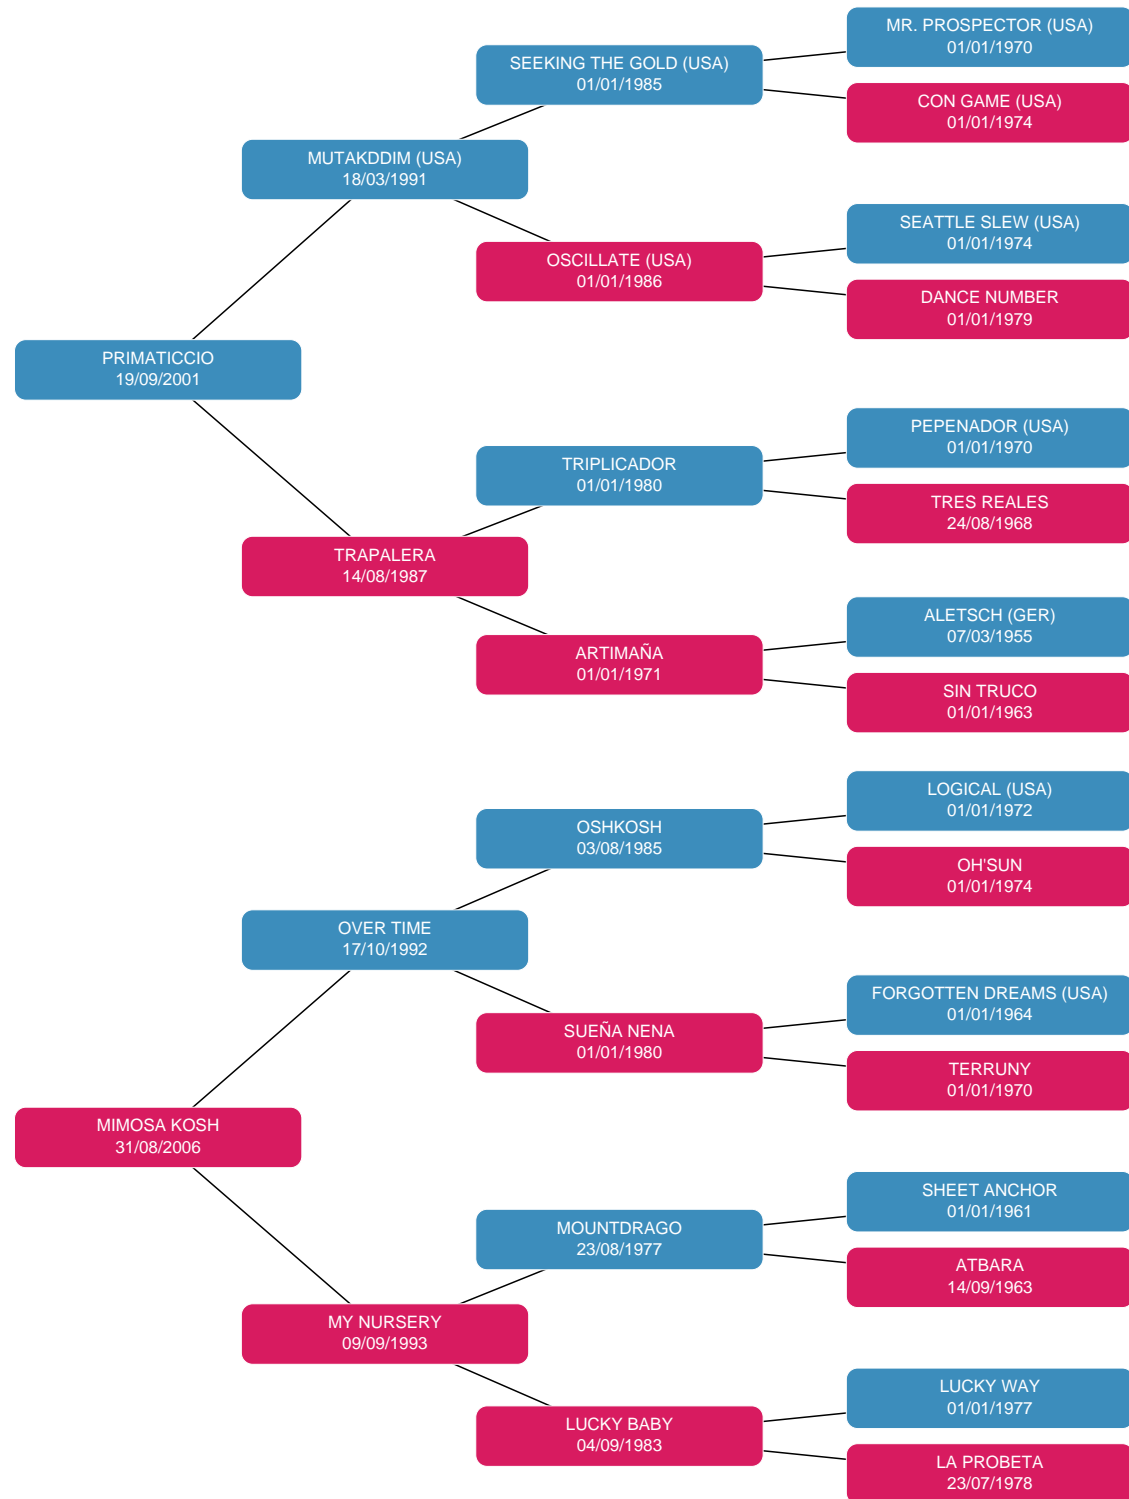 MR. PROSPECTOR (USA)
01/01/1970
SEEKING THE GOLD (USA)
01/01/1985
CON GAME (USA)
01/01/1974
MUTAKDDIM (USA)
18/03/1991
SEATTLE SLEW (USA)
01/01/1974
OSCILLATE (USA)
01/01/1986
DANCE NUMBER
01/01/1979
PRIMATICCIO
19/09/2001
PEPENADOR (USA)
01/01/1970
TRIPLICADOR
01/01/1980
TRES REALES
24/08/1968
TRAPALERA
14/08/1987
ALETSCH (GER)
07/03/1955
ARTIMAÑA
01/01/1971
SIN TRUCO
01/01/1963
LOGICAL (USA)
01/01/1972
OSHKOSH
03/08/1985
OH'SUN
01/01/1974
OVER TIME
17/10/1992
FORGOTTEN DREAMS (USA)
01/01/1964
SUEÑA NENA
01/01/1980
TERRUNY
01/01/1970
MIMOSA KOSH
31/08/2006
SHEET ANCHOR
01/01/1961
MOUNTDRAGO
23/08/1977
ATBARA
14/09/1963
MY NURSERY
09/09/1993
LUCKY WAY
01/01/1977
LUCKY BABY
04/09/1983
LA PROBETA
23/07/1978